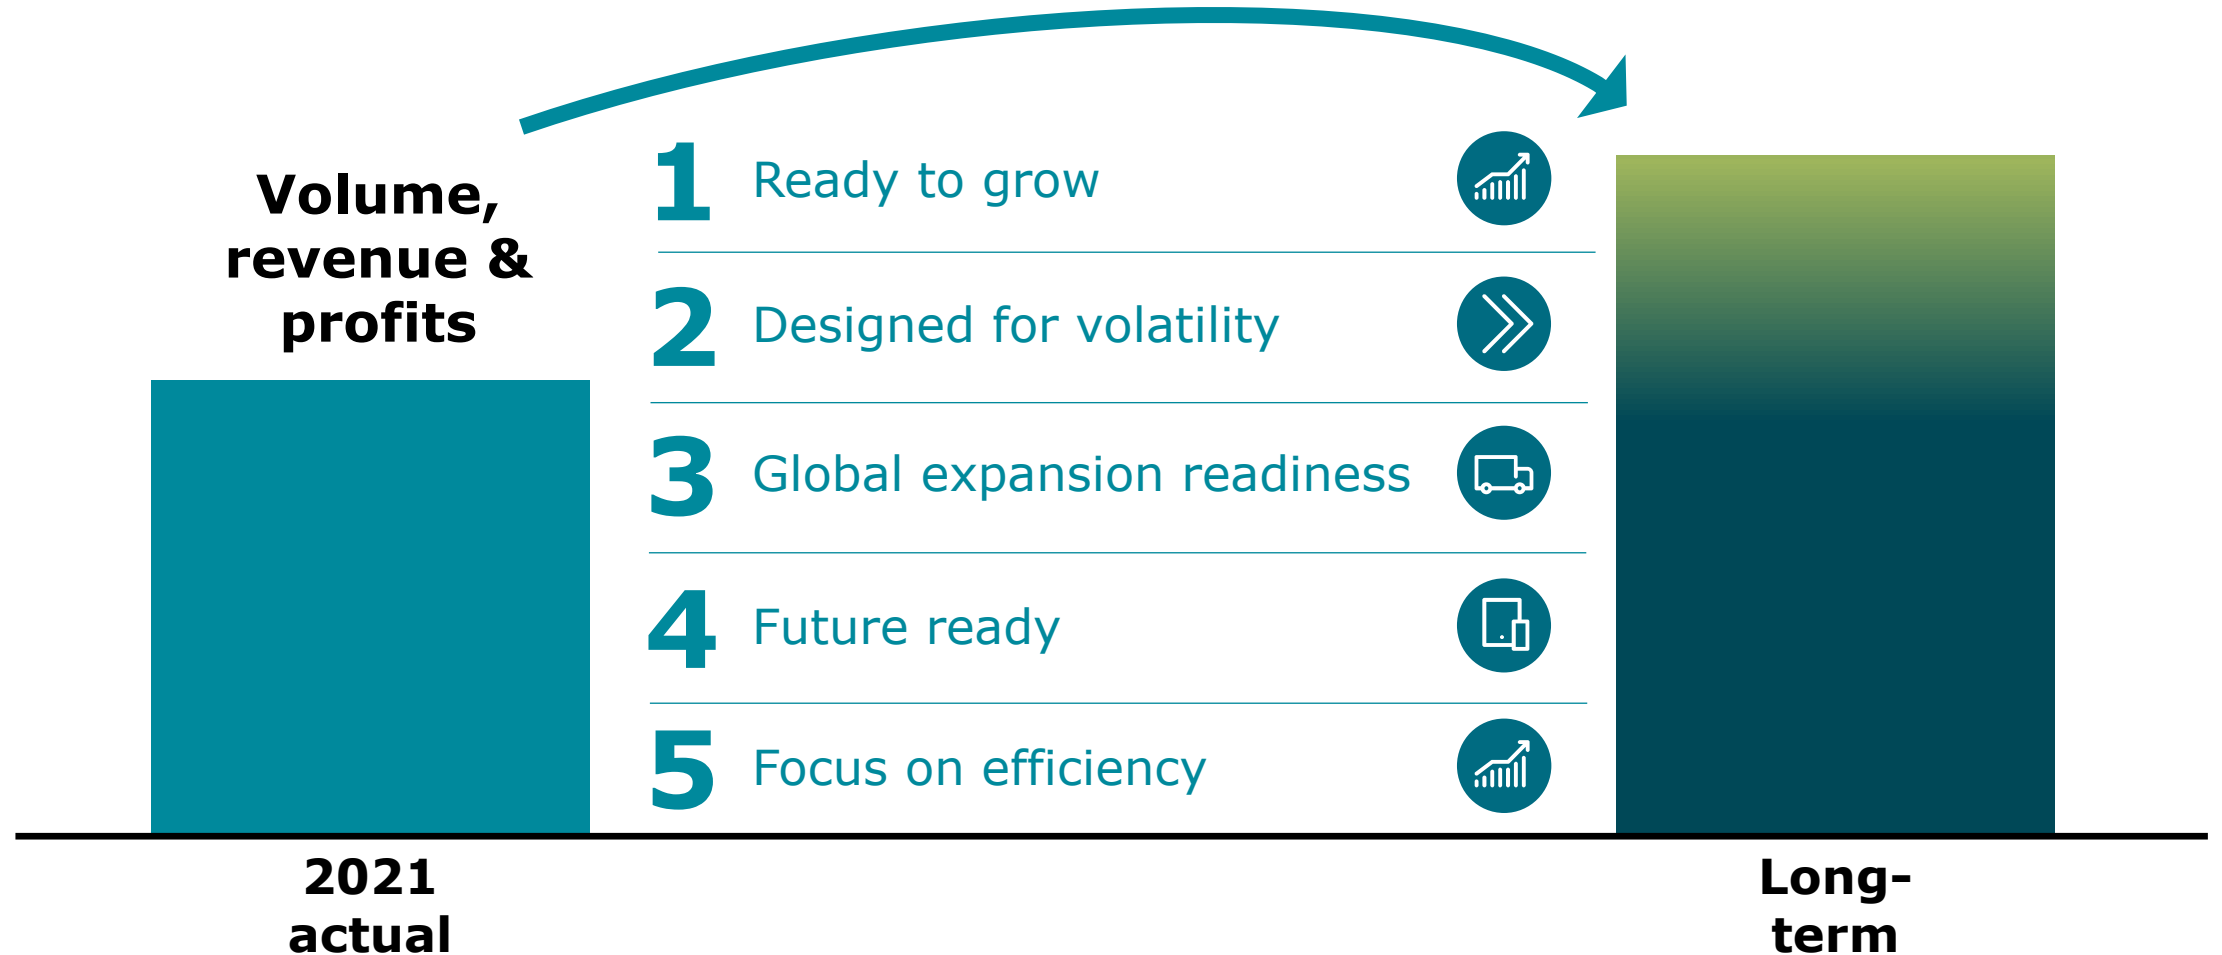 Volume,
revenue &
profits
1 Ready to grow
2 Designed for volatility
3 Global expansion readiness
4 Future ready
5 Focus on efficiency
2021
actual
Long-
term